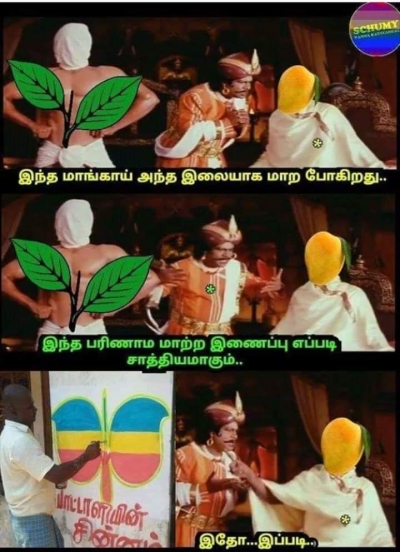 SCHUMY
இந்த மாங்காய் அந்த இலையாக மாற போகிறது..
இந்த பரிணாம மாற்ற இணைப்பு எப்படி
சாத்தியமாகும்..
பாட்டாளியின்
சின்னம்
இதோ...இப்படி..